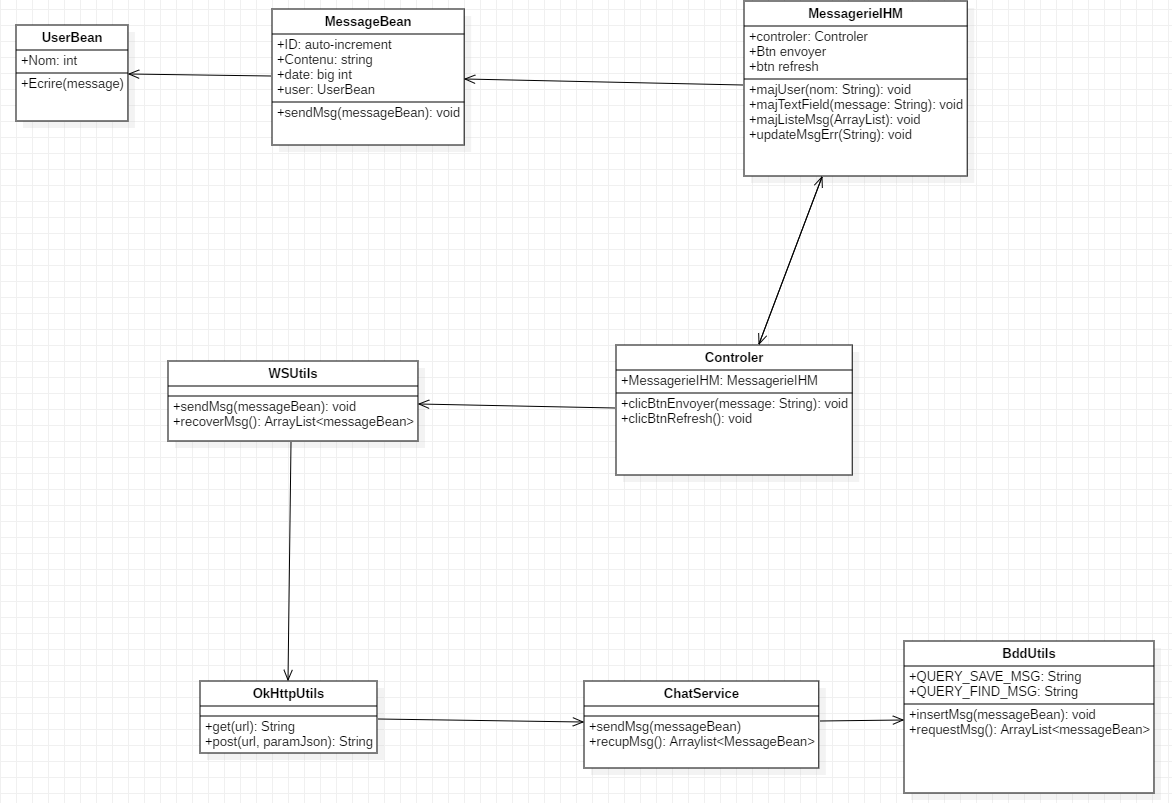 UserBean
+Nom: int
+Ecrire(message)
MessageBean
+ID: auto-increment
+Contenu: string
+date: big int
+user: UserBean
+sendMsg(messageBean): void
MessagerieIHM
+controler: Controler
+Btn envoyer
+btn refresh
+majUser(nom: String): void
+majTextField(message: String): void
+majListeMsg(ArrayList): void
+updateMsgErr(String): void
WSUtils
+sendMsg(messageBean): void
+recoverMsg(): ArrayList<messageBean>
Controler
+MessagerieIHM: MessagerieIHM
+clicBtnEnvoyer(message: String): void
+clicBtnRefresh(): void
OkHttpUtils
+get(url): String
+post(url, paramJson): String
ChatService
+sendMsg(messageBean)
+recupMsg(): Arraylist<MessageBean>
BddUtils
+QUERY_SAVE_MSG: String
+QUERY_FIND_MSG: String
+insertMsg(messageBean): void
+requestMsg(): ArrayList<messageBean>